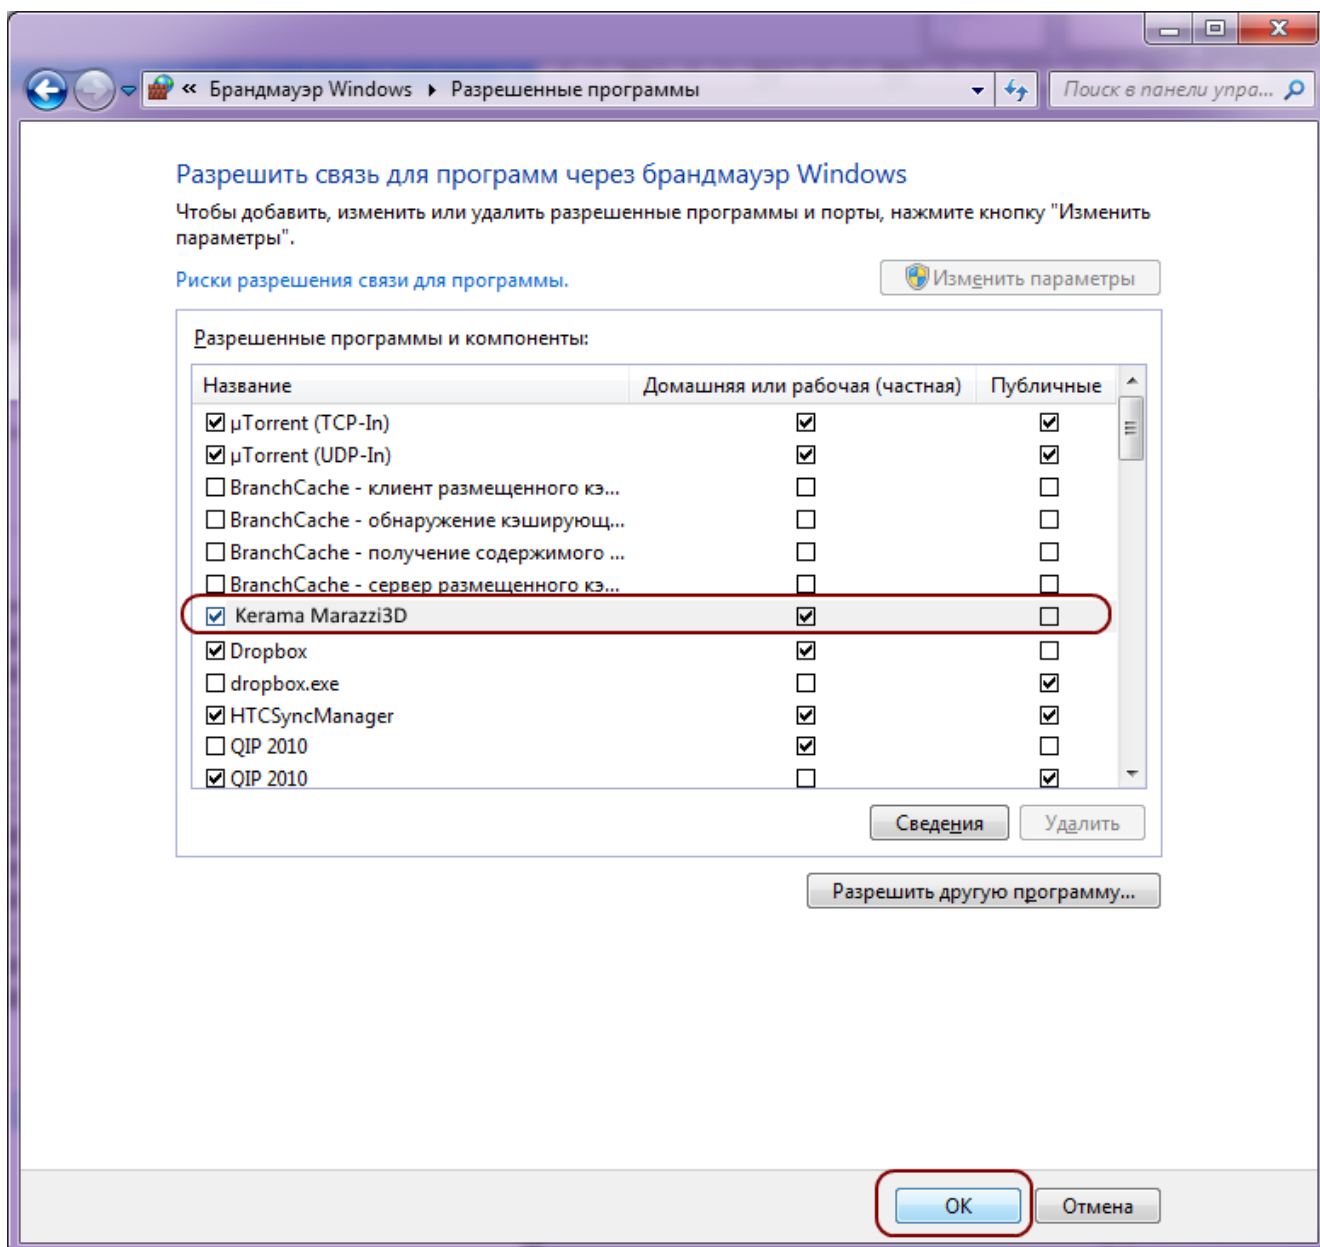 « Брандмауэр Windows ▸ Разрешенные программы
Поиск в панели упра...
Разрешить связь для программ через брандмауэр Windows
Чтобы добавить, изменить или удалить разрешенные программы и порты, нажмите кнопку "Изменить
параметры".
Риски разрешения связи для программы.
Изменить параметры
Разрешенные программы и компоненты:
Название Домашняя или рабочая (частная) Публичные
µTorrent (TCP-In)
µTorrent (UDP-In)
BranchCache - клиент размещенного кэ...
BranchCache - обнаружение кэширующ...
BranchCache - получение содержимого ...
BranchCache - сервер размещенного кэ...
Kerama Marazzi3D
Dropbox
dropbox.exe
HTCSyncManager
QIP 2010
QIP 2010
Сведения Удалить
Разрешить другую программу...
ОК Отмена